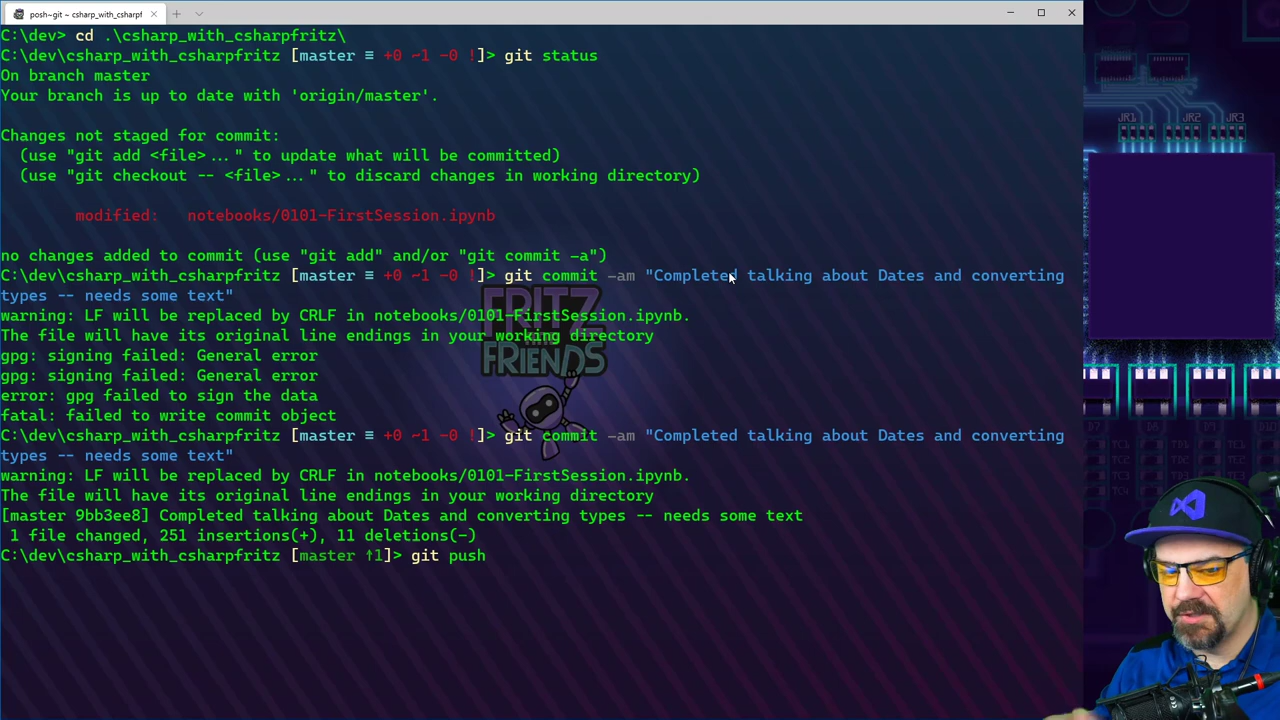 posh~git ~ csharp_with_csharpf
C:\dev> cd .\csharp_with_csharpfritz\
C:\dev\csharp_with_csharpfritz [master ≡ +0 ~1 -0 !]> git status
On branch master
Your branch is up to date with 'origin/master'.
Changes not staged for commit:
(use "git add <file>..." to update what will be committed)
(use "git checkout -- <file>..." to discard changes in working directory)
modified: notebooks/0101-FirstSession.ipynb
no changes added to commit (use "git add" and/or "git commit -a")
C:\dev\csharp_with_csharpfritz [master ≡ +0 ~1 -0 !]> git commit -am "Completed talking about Dates and converting
types -- needs some text"
warning: LF will be replaced by CRLF in notebooks/0101-FirstSession.ipynb.
The file will have its original line endings in your working directory
gpg: signing failed: General error
gpg: signing failed: General error
error: gpg failed to sign the data
fatal: failed to write commit object
C:\dev\csharp_with_csharpfritz [master ≡ +0 ~1 -0 !]> git commit -am "Completed talking about Dates and converting
types -- needs some text"
warning: LF will be replaced by CRLF in notebooks/0101-FirstSession.ipynb.
The file will have its original line endings in your working directory
[master 9bb3ee8] Completed talking about Dates and converting types -- needs some text
1 file changed, 251 insertions(+), 11 deletions(-)
C:\dev\csharp_with_csharpfritz [master ↑1]> git push
FRITZ
FRIENDS
JR1
JR2
JR3
D7
D8
D9
TC1